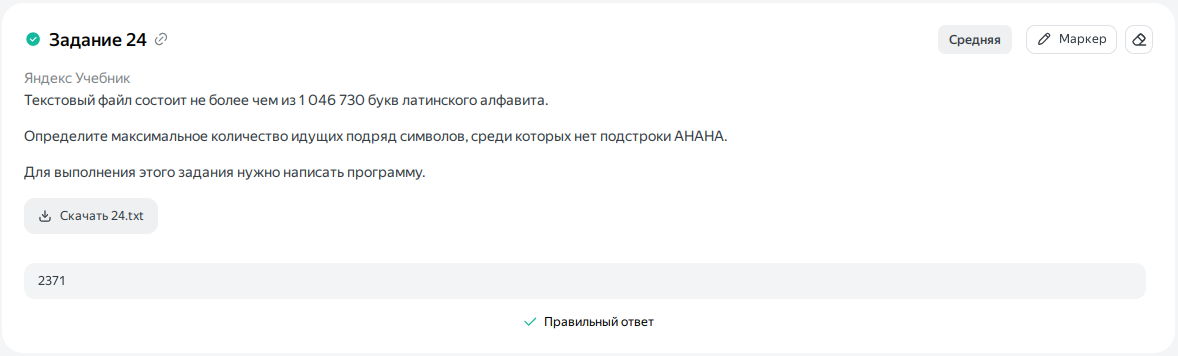 Задание 24
Средняя
Маркер
Яндекс Учебник
Текстовый файл состоит не более чем из 1 046 730 букв латинского алфавита.
Определите максимальное количество идущих подряд символов, среди которых нет подстроки AHAHA.
Для выполнения этого задания нужно написать программу.
Скачать 24.txt
2371
Правильный ответ